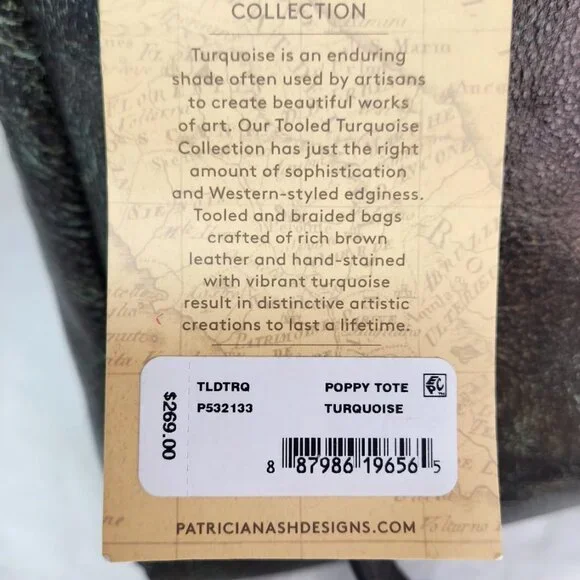 COLLECTION
Turquoise is an enduring
shade often used by artisans
to create beautiful works
of art. Our Tooled Turquoise
Collection has just the right
amount of sophistication
and Western-styled edginess.
Tooled and braided bags
crafted of rich brown
leather and hand-stained
with vibrant turquoise
result in distinctive artistic
creations to last a lifetime.
TLDTRQ POPPY TOTE
P532133 TURQUOISE
$269.00
8 87986 19656 5
PATRICIANASHDESIGNS.COM